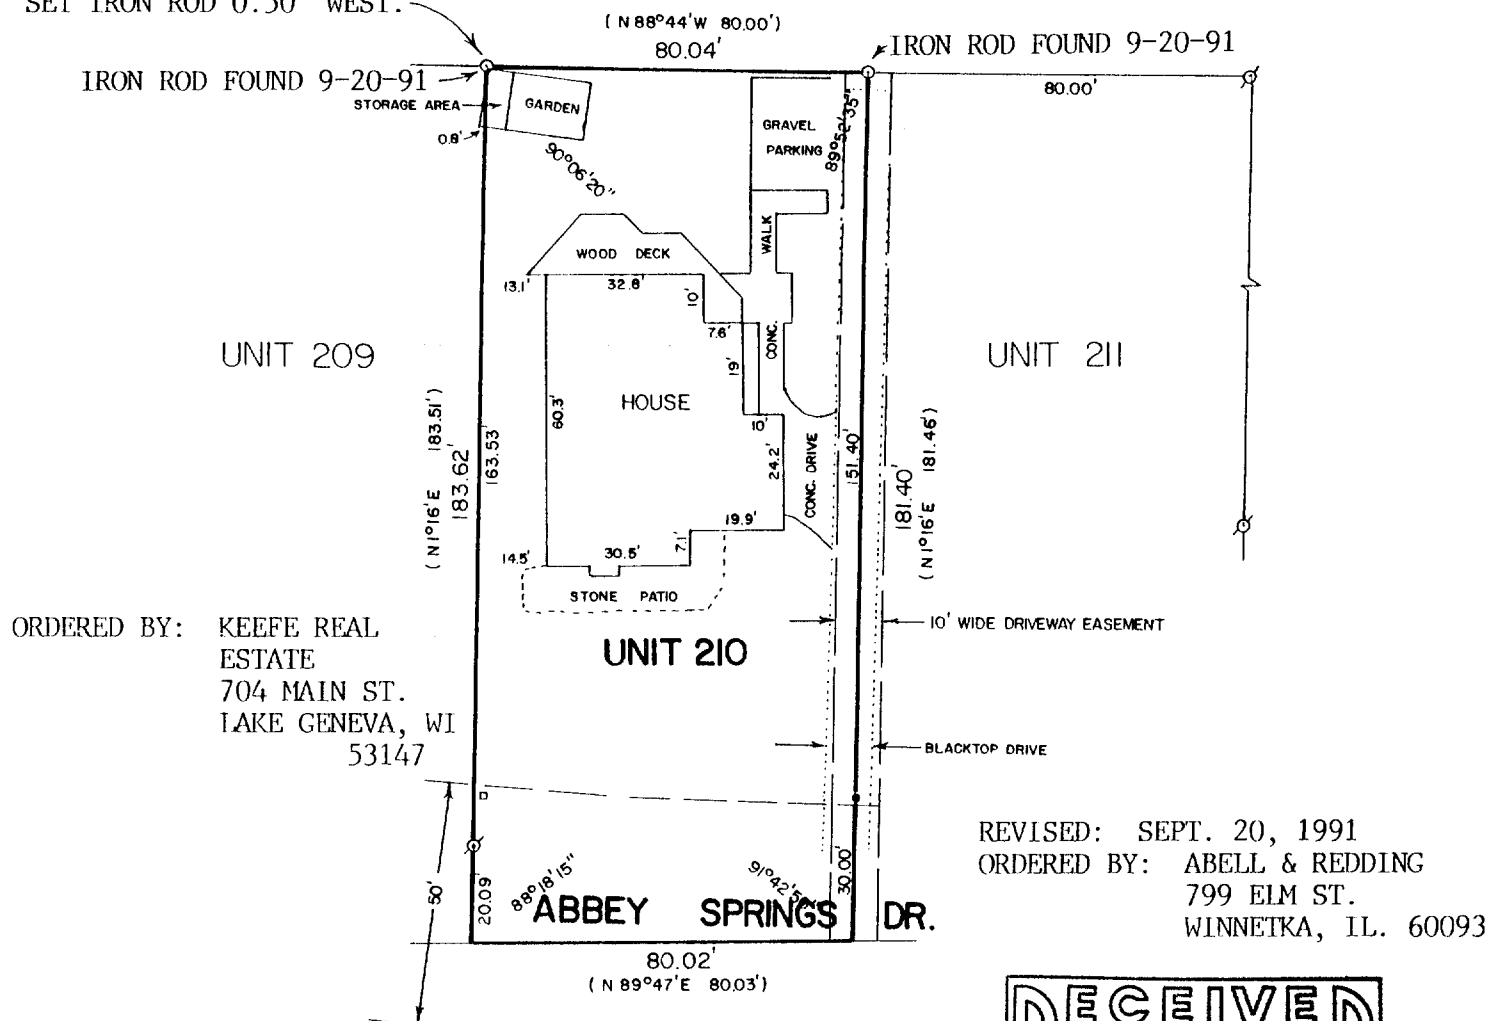 SET IRON ROD 0.50' WEST.
(N 88°44'W 80.00')
80.04'
IRON ROD FOUND 9-20-91
IRON ROD FOUND 9-20-91
80.00'
STORAGE AREA
GARDEN
0.8'
90°06'20"
GRAVEL
PARKING
89°52'35"
WALK
WOOD DECK
13.1'
32.8'
10'
7.6'
CONC.
19'
UNIT 209
HOUSE
UNIT 211
60.3'
10'
24.2'
CONC. DRIVE
(N 1°16'E 183.51')
183.62'
163.53'
151.40'
181.40'
(N 1°16'E 181.46')
19.9'
7.1'
14.5'
30.5'
STONE PATIO
10' WIDE DRIVEWAY EASEMENT
ORDERED BY: KEEFE REAL
ESTATE
704 MAIN ST.
LAKE GENEVA, WI
53147
UNIT 210
BLACKTOP DRIVE
REVISED: SEPT. 20, 1991
ORDERED BY: ABELL & REDDING
799 ELM ST.
WINNETKA, IL. 60093
50'
20.09'
88°18'15"
30.00'
ABBEY SPRINGS DR.
80.02'
(N 89°47'E 80.03')
RECEIVED